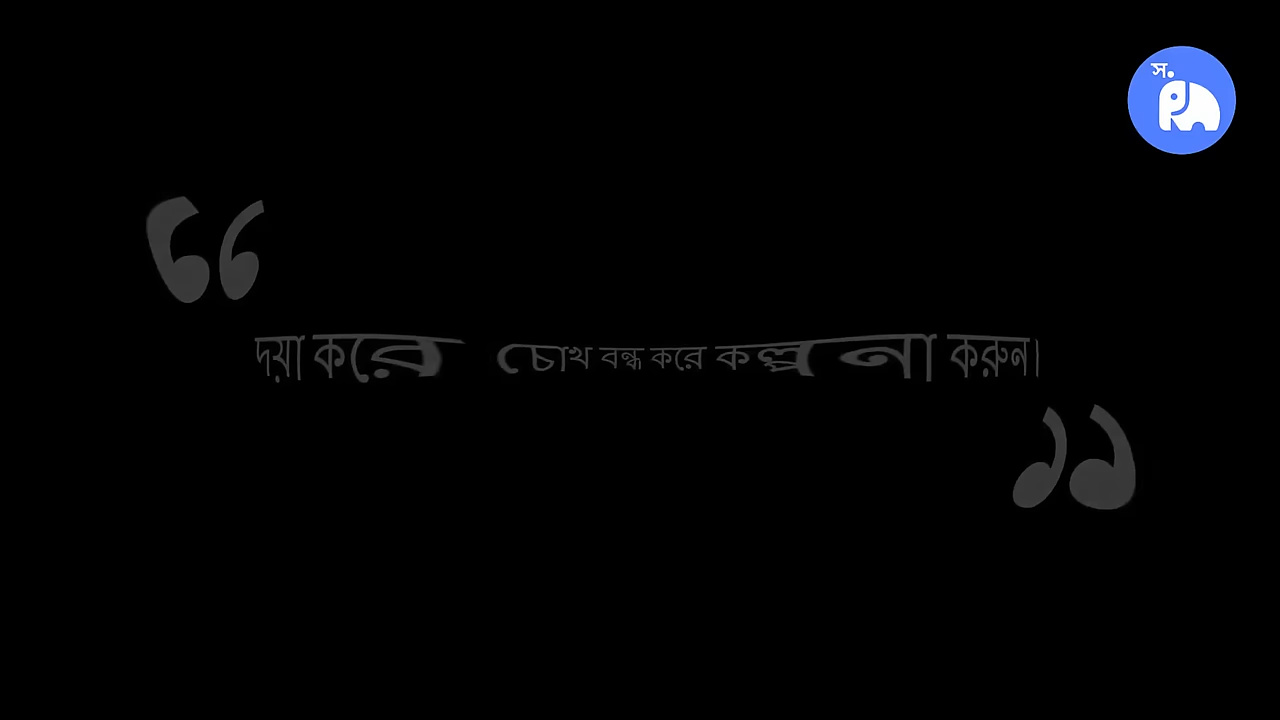 স.
“
দয়া করে চোখ বন্ধ করে কল্পনা করুন।
”